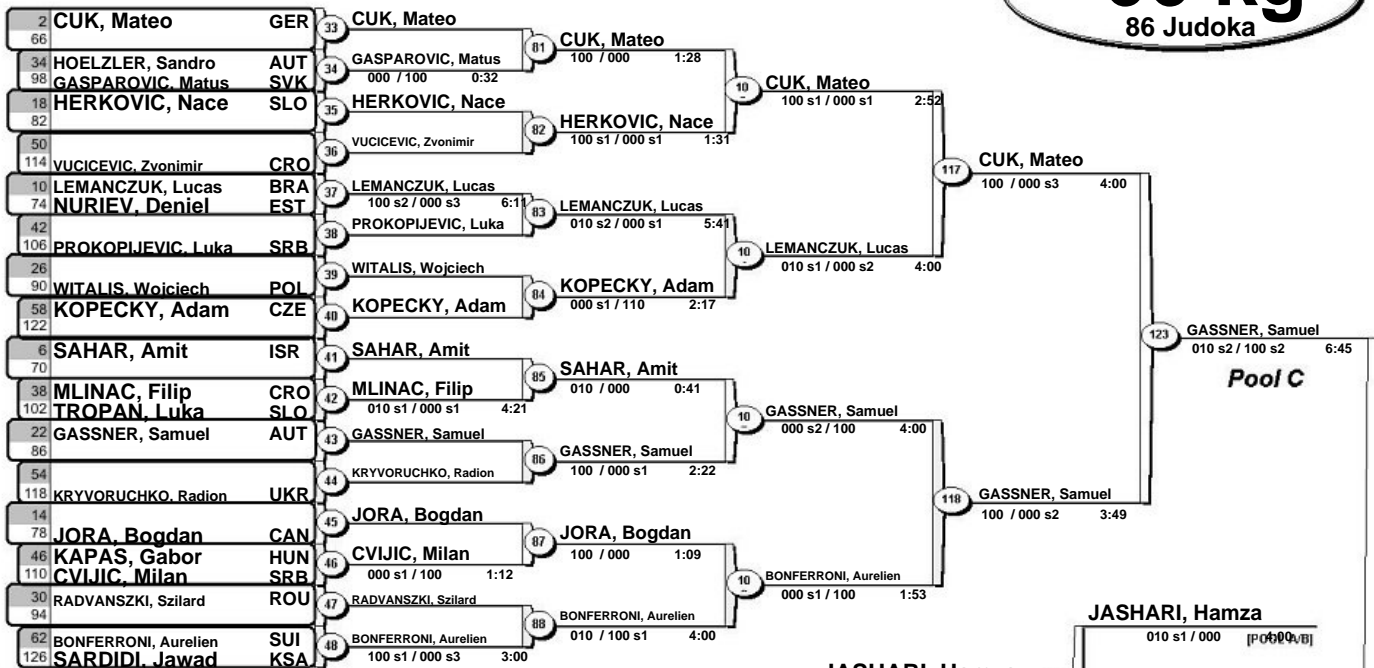 86 Judoka
2 CUK, Mateo GER
66
34 HOELZLER, Sandro AUT
98 GASPAROVIC, Matus SVK
18 HERKOVIC, Nace SLO
82
50
114 VUCICEVIC, Zvonimir CRO
10 LEMANCZUK, Lucas BRA
74 NURIEV, Deniel EST
42
106 PROKOPIJEVIC, Luka SRB
26
90 WITALIS, Wojciech POL
58 KOPECKY, Adam CZE
122
6 SAHAR, Amit ISR
70
38 MLINAC, Filip CRO
102 TROPAN, Luka SLO
22 GASSNER, Samuel AUT
86
54
118 KRYVORUCHKO, Radion UKR
14
78 JORA, Bogdan CAN
46 KAPAS, Gabor HUN
110 CVIJIC, Milan SRB
30 RADVANSZKI, Szilard ROU
94
62 BONFERRONI, Aurelien SUI
126 SARDIDI, Jawad KSA
33 CUK, Mateo
34 GASPAROVIC, Matus
000 / 100 0:32
35 HERKOVIC, Nace
36 VUCICEVIC, Zvonimir
37 LEMANCZUK, Lucas
100 s2 / 000 s3 6:11
38 PROKOPIJEVIC, Luka
39 WITALIS, Wojciech
40 KOPECKY, Adam
41 SAHAR, Amit
42 MLINAC, Filip
010 s1 / 000 s1 4:21
43 GASSNER, Samuel
44 KRYVORUCHKO, Radion
45 JORA, Bogdan
46 CVIJIC, Milan
000 s1 / 100 1:12
47 RADVANSZKI, Szilard
48 BONFERRONI, Aurelien
100 s1 / 000 s3 3:00
81 CUK, Mateo
100 / 000 1:28
82 HERKOVIC, Nace
100 s1 / 000 s1 1:31
83 LEMANCZUK, Lucas
010 s2 / 000 s1 5:41
84 KOPECKY, Adam
000 s1 / 110 2:17
85 SAHAR, Amit
010 / 000 0:41
86 GASSNER, Samuel
100 / 000 s1 2:22
87 JORA, Bogdan
100 / 000 1:09
88 BONFERRONI, Aurelien
010 / 100 s1 4:00
10 CUK, Mateo
100 s1 / 000 s1 2:52
10 LEMANCZUK, Lucas
010 s1 / 000 s2 4:00
10 GASSNER, Samuel
000 s2 / 100 4:00
10 BONFERRONI, Aurelien
000 s1 / 100 1:53
117 CUK, Mateo
100 / 000 s3 4:00
118 GASSNER, Samuel
100 / 000 s2 3:49
123 GASSNER, Samuel
010 s2 / 100 s2 6:45
Pool C
JASHARI, Hamza
010 s1 / 000 4:00